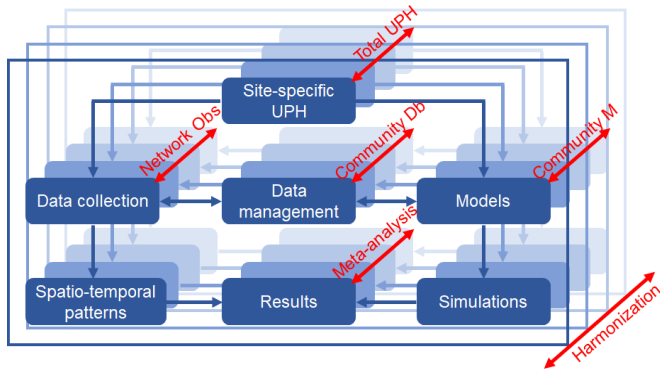 Total UPH
Site-specific
UPH
Network Obs
Community Db
Community M
Data collection
Data
management
Models
Meta-analysis
Spatio-temporal
patterns
Results
Simulations
Harmonization